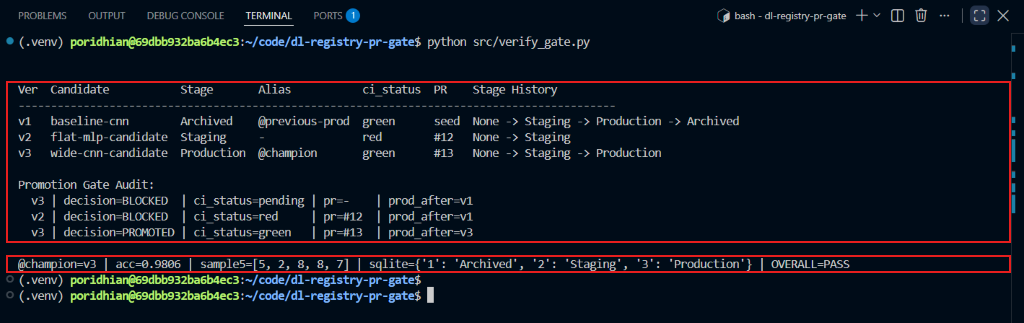 PROBLEMS OUTPUT DEBUG CONSOLE TERMINAL PORTS 1 bash - dl-registry-pr-gate
(.venv) poridhian@69dbb932ba6b4ec3:~/code/dl-registry-pr-gate$ python src/verify_gate.py
Ver Candidate Stage Alias ci_status PR Stage History
--------------------------------------------------------------------------------------------
v1 baseline-cnn Archived @previous-prod green seed None -> Staging -> Production -> Archived
v2 flat-mlp-candidate Staging - red #12 None -> Staging
v3 wide-cnn-candidate Production @champion green #13 None -> Staging -> Production
Promotion Gate Audit:
v3 | decision=BLOCKED | ci_status=pending | pr=- | prod_after=v1
v2 | decision=BLOCKED | ci_status=red | pr=#12 | prod_after=v1
v3 | decision=PROMOTED | ci_status=green | pr=#13 | prod_after=v3
@champion=v3 | acc=0.9806 | sample5=[5, 2, 8, 8, 7] | sqlite={'1': 'Archived', '2': 'Staging', '3': 'Production'} | OVERALL=PASS
(.venv) poridhian@69dbb932ba6b4ec3:~/code/dl-registry-pr-gate$
(.venv) poridhian@69dbb932ba6b4ec3:~/code/dl-registry-pr-gate$